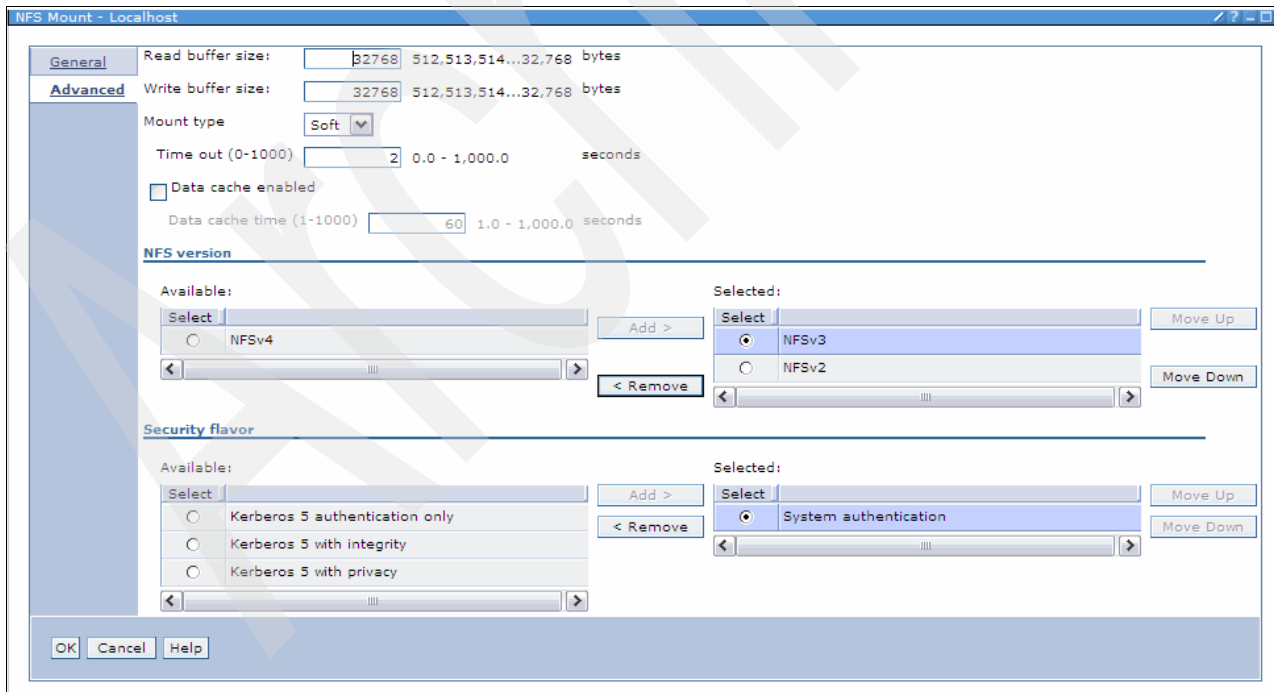 NFS Mount - Localhost
General
Advanced
Read buffer size: 32768 512,513,514...32,768 bytes
Write buffer size: 32768 512,513,514...32,768 bytes
Mount type Soft
Time out (0-1000) 2 0.0 - 1,000.0 seconds
Data cache enabled
Data cache time (1-1000) 60 1.0 - 1,000.0 seconds
NFS version
Available:
Select
NFSv4
Add >
< Remove
Selected:
Select
NFSv3
NFSv2
Move Up
Move Down
Security flavor
Available:
Select
Kerberos 5 authentication only
Kerberos 5 with integrity
Kerberos 5 with privacy
Add >
< Remove
Selected:
Select
System authentication
Move Up
Move Down
OK Cancel Help